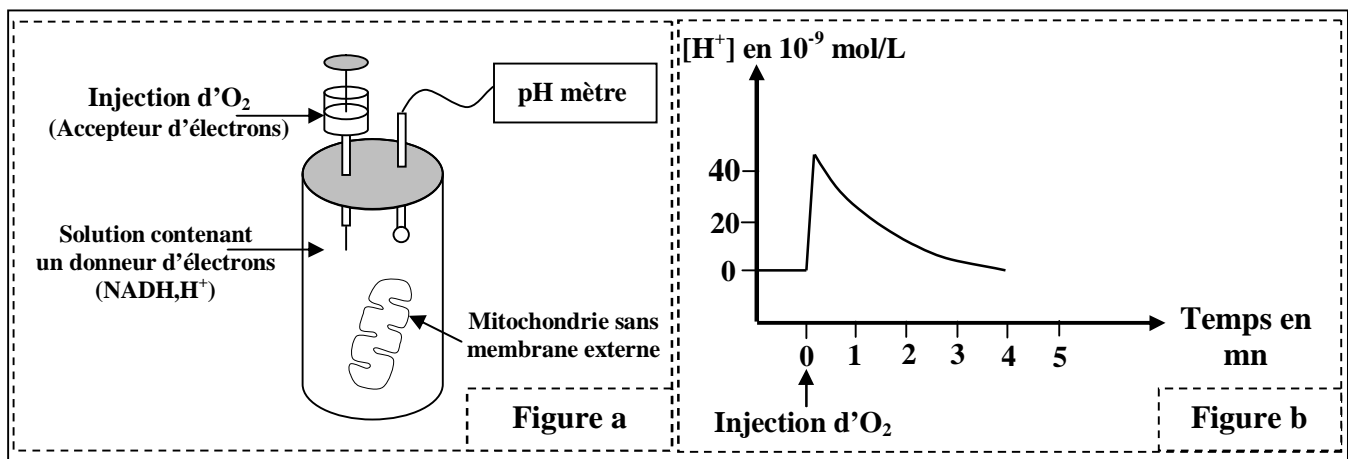 Injection d'O₂
(Accepteur d'électrons)
pH mètre
Solution contenant
un donneur d'électrons
(NADH,H⁺)
Mitochondrie sans
membrane externe
Figure a
[H⁺] en 10⁻⁹ mol/L
40
20
0
0 1 2 3 4 5
Temps en
mn
Injection d'O₂
Figure b